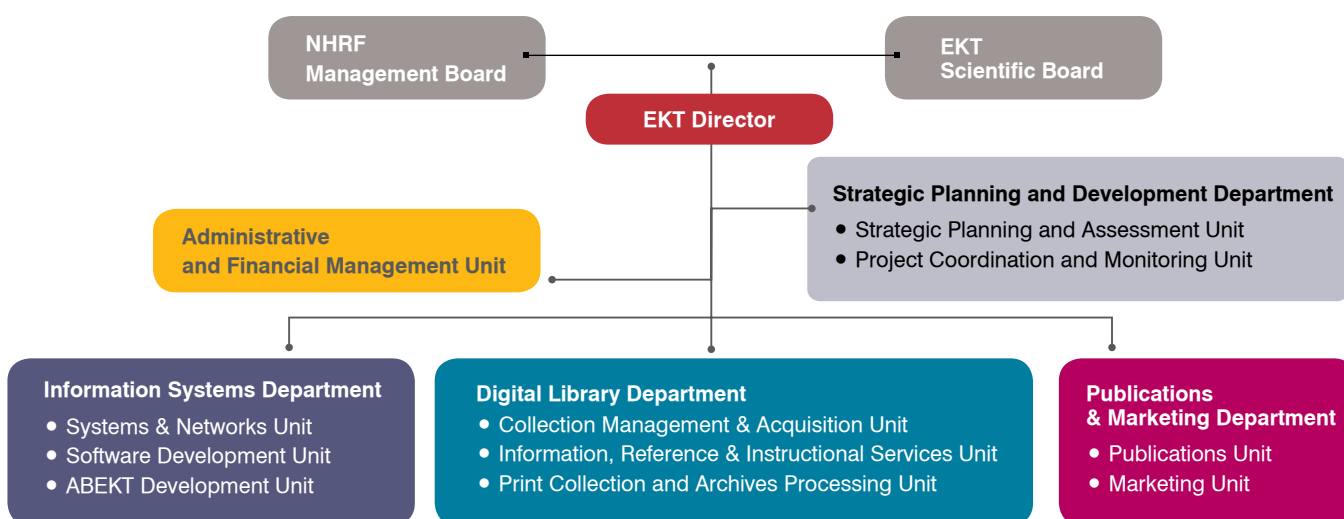 NHRF
Management Board
EKT
Scientific Board
EKT Director
Strategic Planning and Development Department
• Strategic Planning and Assessment Unit
• Project Coordination and Monitoring Unit
Administrative
and Financial Management Unit
Information Systems Department
• Systems & Networks Unit
• Software Development Unit
• ABEKT Development Unit
Digital Library Department
• Collection Management & Acquisition Unit
• Information, Reference & Instructional Services Unit
• Print Collection and Archives Processing Unit
Publications
& Marketing Department
• Publications Unit
• Marketing Unit